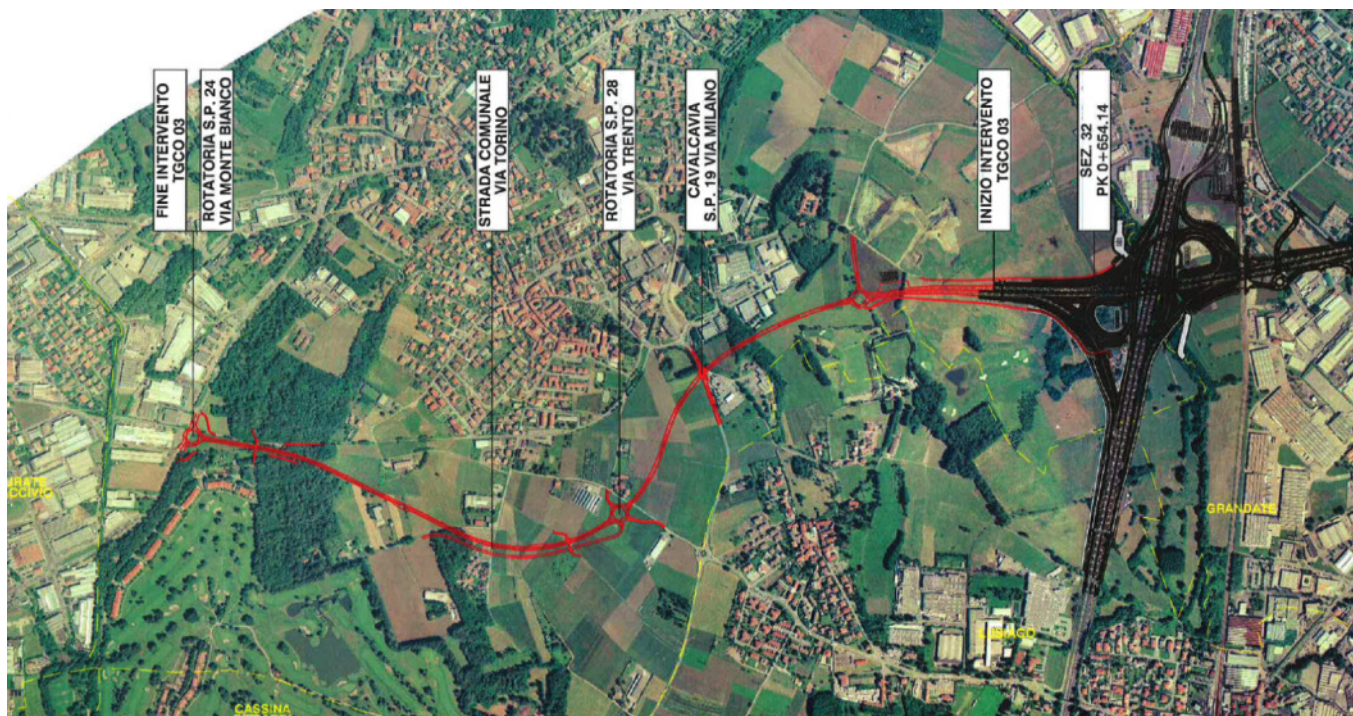 FINE INTERVENTO
TGCO 03
ROTATORIA S.P. 24
VIA MONTE BIANCO
STRADA COMUNALE
VIA TORINO
ROTATORIA S.P. 28
VIA TRENTO
CAVALCAVIA
S.P. 19 VIA MILANO
INIZIO INTERVENTO
TGCO 03
SEZ. 32
PK 0+654.14
GRANDATE
CASSINA